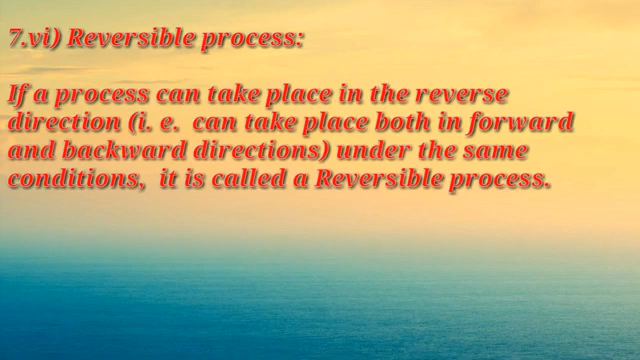 7.vi) Reversible process:
If a process can take place in the reverse
direction (i. e. can take place both in forward
and backward directions) under the same
conditions, it is called a Reversible process.